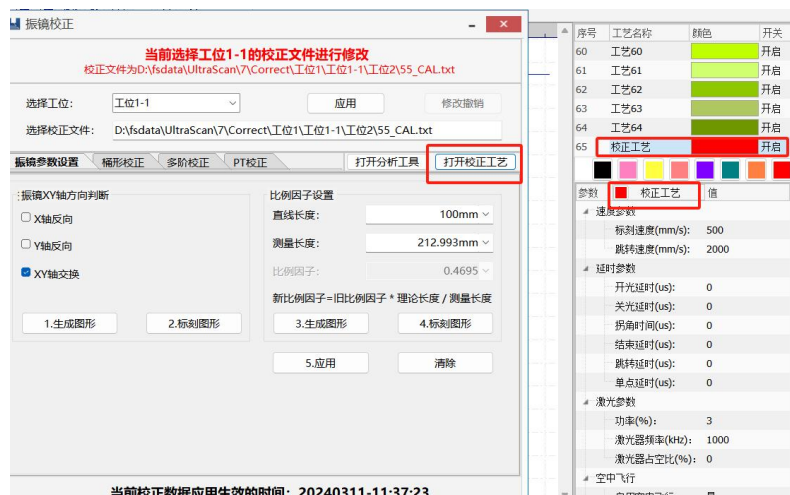 振镜校正
当前选择工位1-1的校正文件进行修改
校正文件为D:\fsdata\UltraScan\7\Correct\工位1\工位1-1\工位2\55_CAL.txt
选择工位: 工位1-1 应用 修改撤销
选择校正文件: D:\fsdata\UltraScan\7\Correct\工位1\工位1-1\工位2\55_CAL.txt
振镜参数设置 桶形校正 多阶校正 PT校正 打开分析工具 打开校正工艺
振镜XY轴方向判断
X轴反向
Y轴反向
XY轴交换
1.生成图形 2.标刻图形
比例因子设置
直线长度: 100mm
测量长度: 212.993mm
比例因子: 0.4695
新比例因子=旧比例因子 * 理论长度 / 测量长度
3.生成图形 4.标刻图形
5.应用 清除
当前校正数据应用生效的时间: 20240311-11:37:23
序号 工艺名称 颜色 开关
60 工艺60 开启
61 工艺61 开启
62 工艺62 开启
63 工艺63 开启
64 工艺64 开启
65 校正工艺 开启
参数 校正工艺 值
速度参数
标刻速度(mm/s): 500
跳转速度(mm/s): 2000
延时参数
开光延时(us): 0
关光延时(us): 0
拐角时间(us): 0
结束延时(us): 0
跳转延时(us): 0
单点延时(us): 0
激光参数
功率(%): 3
激光器频率(kHz): 1000
激光器占空比(%): 0
空中飞行